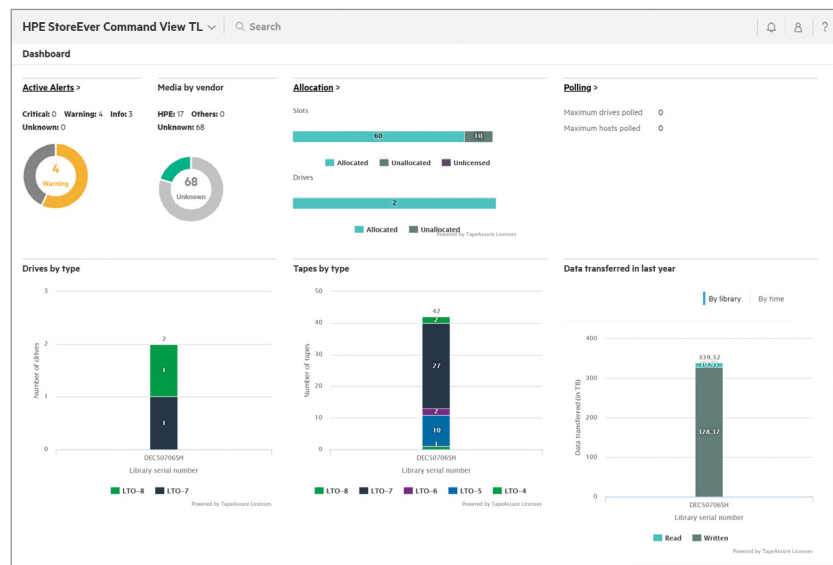 HPE StoreEver Command View TL
Search
?
Dashboard
Active Alerts >
Critical: 0 Warning: 4 Info: 3
Unknown: 0
4
Warning
Media by vendor
HPE: 17 Others: 0
Unknown: 68
68
Unknown
Allocation >
Slots
60 10
Allocated Unallocated Unlicensed
Drives
2
Allocated Unallocated
Powered by TapeAssure Licenses
Polling >
Maximum drives polled 0
Maximum hosts polled 0
Drives by type
Number of drives
3
2
1
0
2
1
1
DEC50706SH
Library serial number
LTO-8 LTO-7
Powered by TapeAssure Licenses
Tapes by type
Number of tapes
50
40
30
20
10
0
42
2
27
2
10
1
DEC50706SH
Library serial number
LTO-8 LTO-7 LTO-6 LTO-5 LTO-4
Powered by TapeAssure Licenses
Data transferred in last year
By library By time
Data transferred (in TB)
400
300
200
100
0
339.32
10.95
328.37
DEC50706SH
Library serial number
Read Written
Powered by TapeAssure Licenses